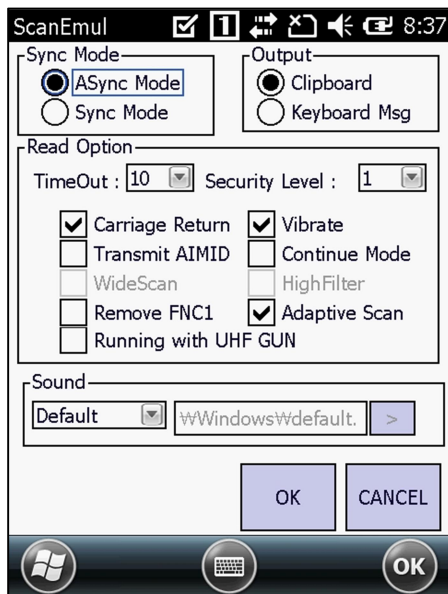 ScanEmul 1 8:37
Sync Mode
ASync Mode
Sync Mode
Output
Clipboard
Keyboard Msg
Read Option
TimeOut : 10 Security Level : 1
Carriage Return Vibrate
Transmit AIMID Continue Mode
WideScan HighFilter
Remove FNC1 Adaptive Scan
Running with UHF GUN
Sound
Default ₩Windows₩default. >
OK CANCEL
OK